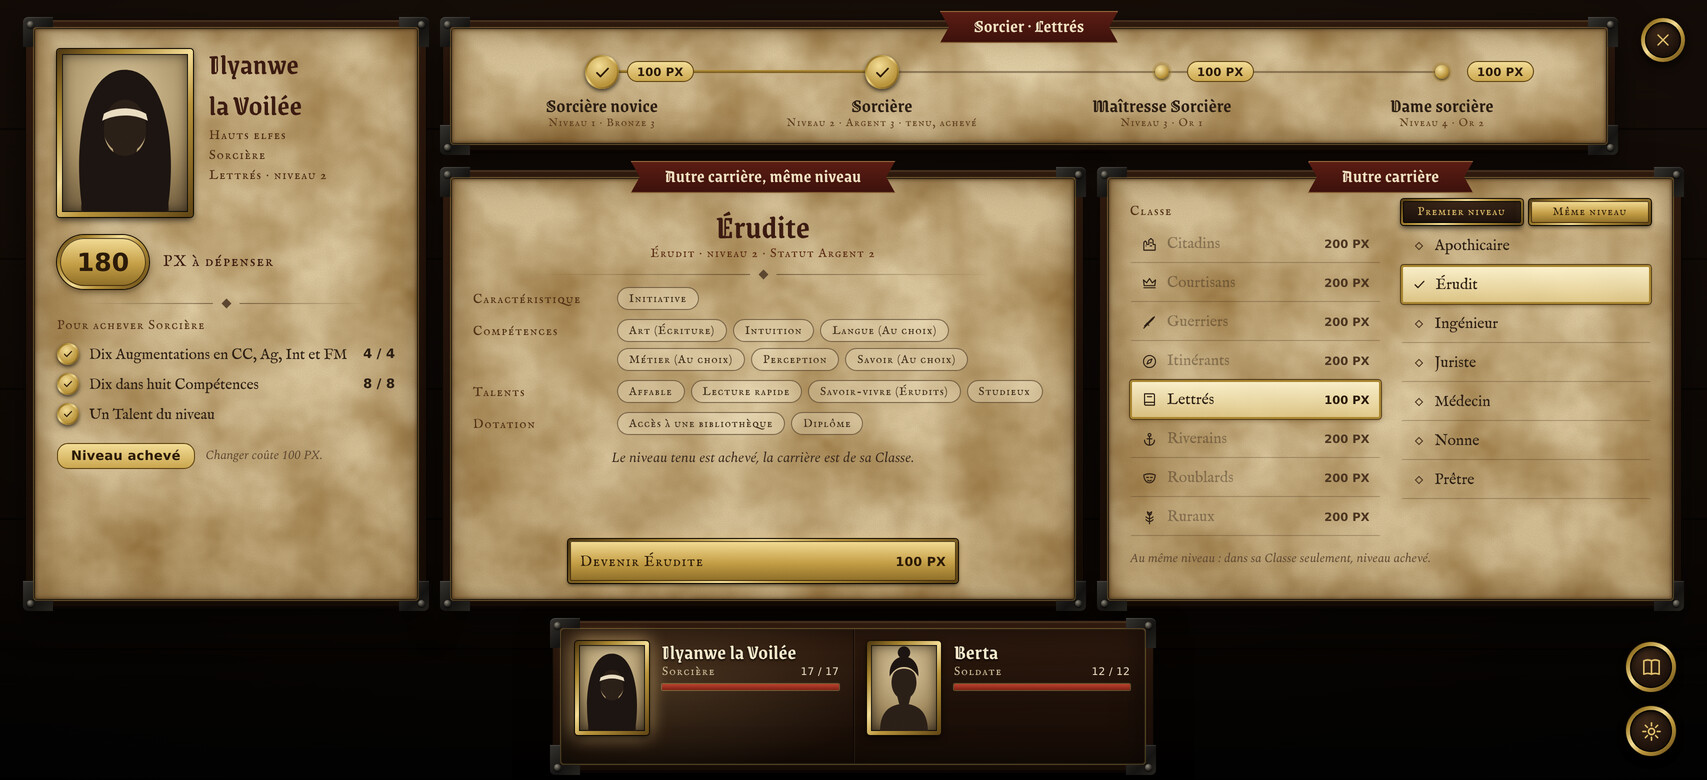 Ilyanwe
la Voilée
Hauts elfes
Sorcière
Lettrés · niveau 2
180 PX à dépenser
Pour achever Sorcière
Dix Augmentations en CC, Ag, Int et FM 4 / 4
Dix dans huit Compétences 8 / 8
Un Talent du niveau
Niveau achevé Changer coûte 100 PX.
Sorcier · Lettrés
100 PX 100 PX 100 PX
Sorcière novice Sorcière Maîtresse Sorcière Dame sorcière
Niveau 1 · Bronze 3 Niveau 2 · Argent 3 · tenu, achevé Niveau 3 · Or 1 Niveau 4 · Or 2
Autre carrière, même niveau
Érudite
Érudit · niveau 2 · Statut Argent 2
Caractéristique Initiative
Compétences Art (Écriture) Intuition Langue (Au choix)
Métier (Au choix) Perception Savoir (Au choix)
Talents Affable Lecture rapide Savoir-vivre (Érudits) Studieux
Dotation Accès à une bibliothèque Diplôme
Le niveau tenu est achevé, la carrière est de sa Classe.
Devenir Érudite 100 PX
Autre carrière
Classe
Citadins 200 PX
Courtisans 200 PX
Guerriers 200 PX
Itinérants 200 PX
Lettrés 100 PX
Riverains 200 PX
Roublards 200 PX
Ruraux 200 PX
Premier niveau Même niveau
Apothicaire
Érudit
Ingénieur
Juriste
Médecin
Nonne
Prêtre
Au même niveau : dans sa Classe seulement, niveau achevé.
Ilyanwe la Voilée
Sorcière 17 / 17
Berta
Soldate 12 / 12